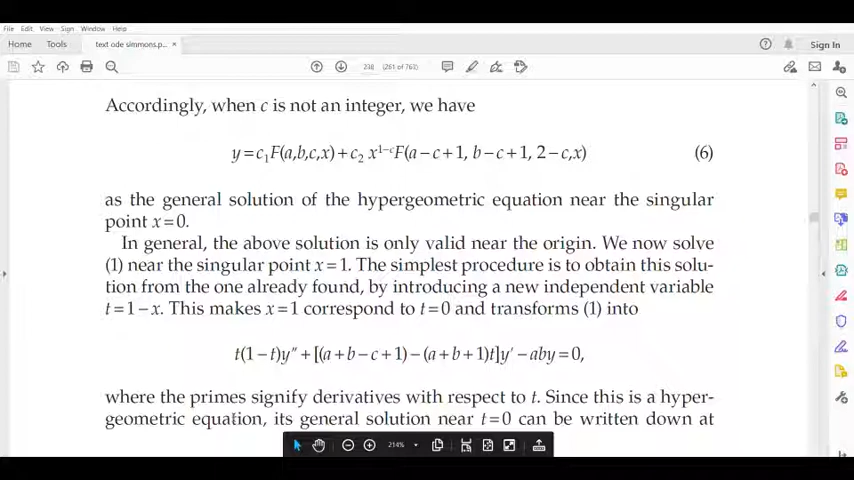 File Edit View Sign Window Help
Home Tools text ode simmons.p... × Sign In
238 (261 of 763)
Accordingly, when c is not an integer, we have
y = c₁F(a,b,c,x) + c₂ x¹⁻ᶜF(a − c + 1, b − c + 1, 2 − c,x) (6)
as the general solution of the hypergeometric equation near the singular
point x = 0.
In general, the above solution is only valid near the origin. We now solve
(1) near the singular point x = 1. The simplest procedure is to obtain this solu-
tion from the one already found, by introducing a new independent variable
t = 1 − x. This makes x = 1 correspond to t = 0 and transforms (1) into
t(1 − t)y″ + [(a + b − c + 1) − (a + b + 1)t]y′ − aby = 0,
where the primes signify derivatives with respect to t. Since this is a hyper-
geometric equation, its general solution near t = 0 can be written down at
214%